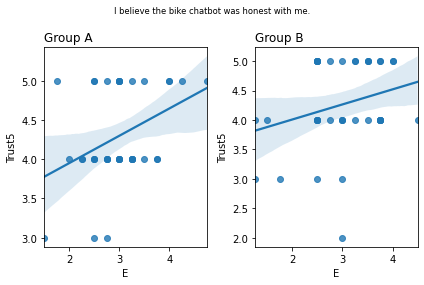 I believe the bike chatbot was honest with me.
Group A
Group B
5.0
4.5
4.0
3.5
3.0
Trust5
2
3
4
E
5.0
4.5
4.0
3.5
3.0
2.5
2.0
Trust5
2
3
4
E